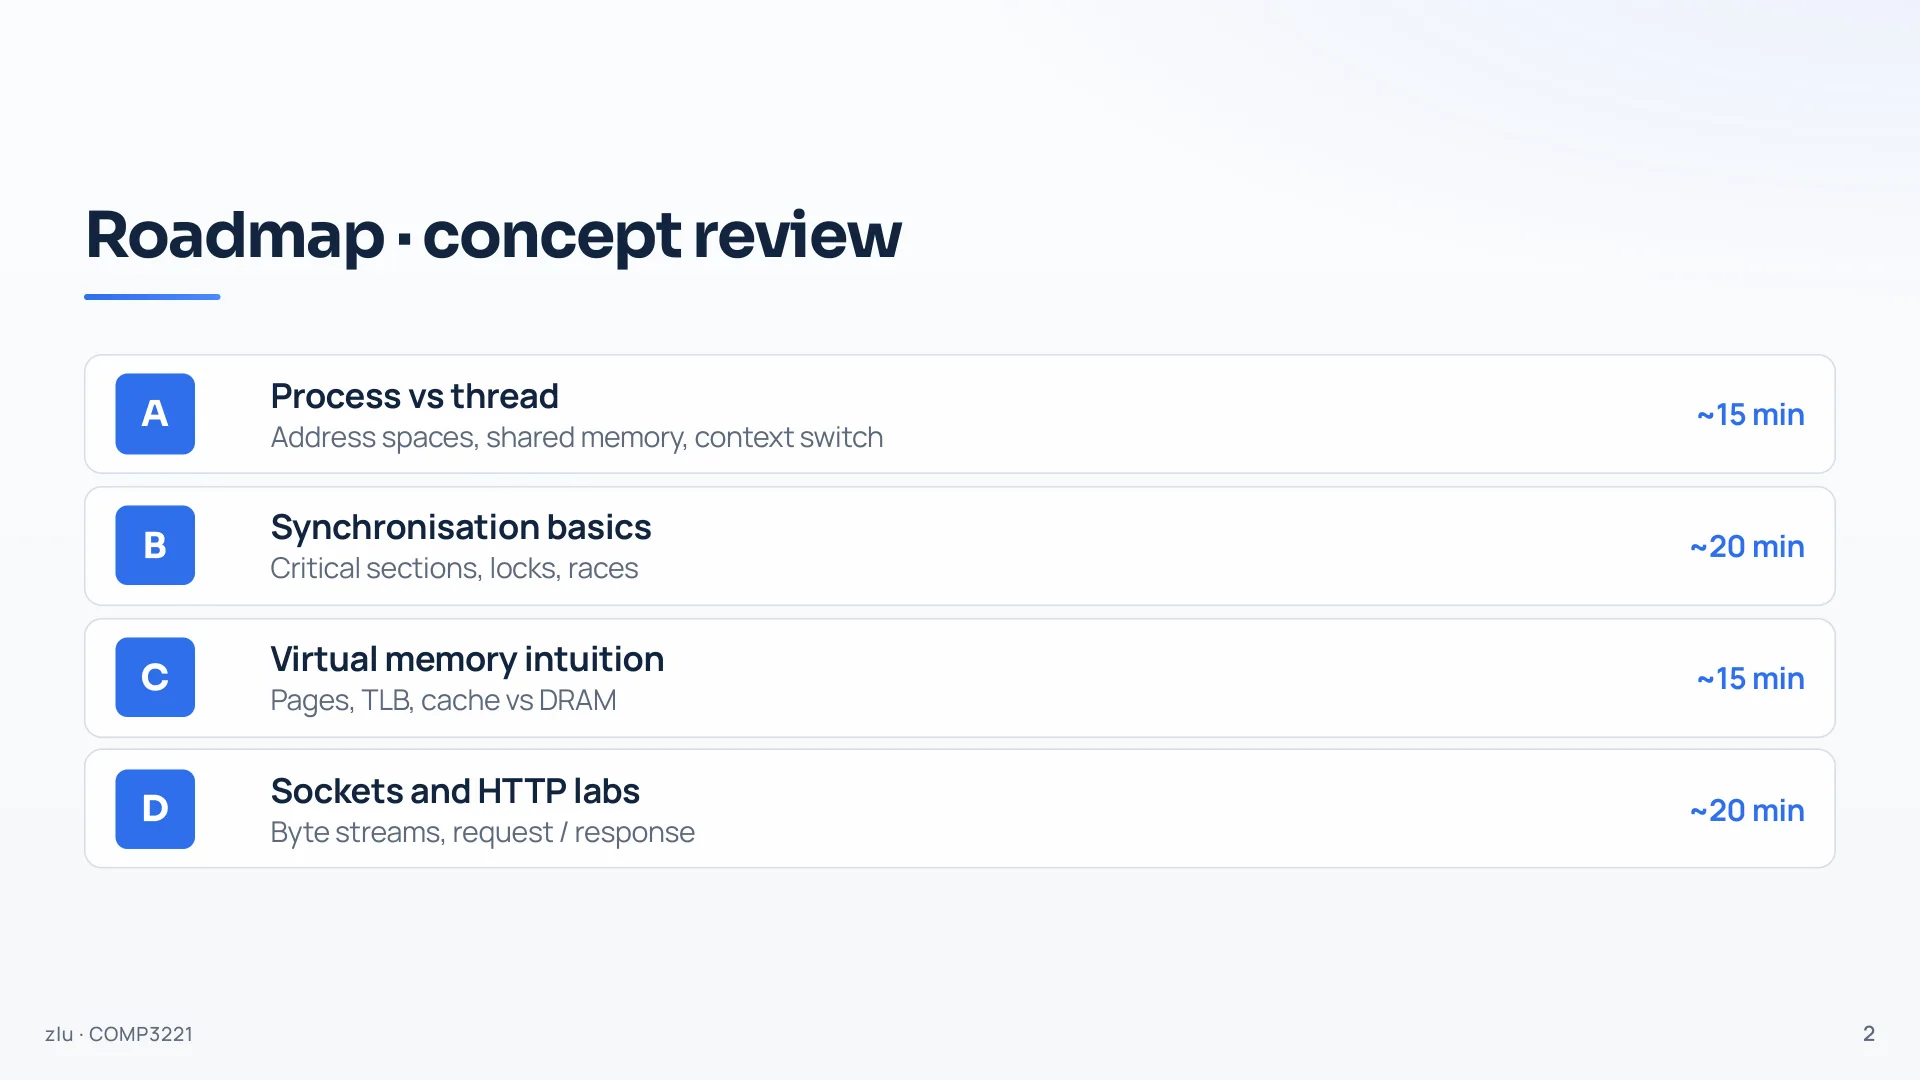 Roadmap · concept review
A
Process vs thread
Address spaces, shared memory, context switch
~15 min
B
Synchronisation basics
Critical sections, locks, races
~20 min
C
Virtual memory intuition
Pages, TLB, cache vs DRAM
~15 min
D
Sockets and HTTP labs
Byte streams, request / response
~20 min
zlu · COMP3221
2